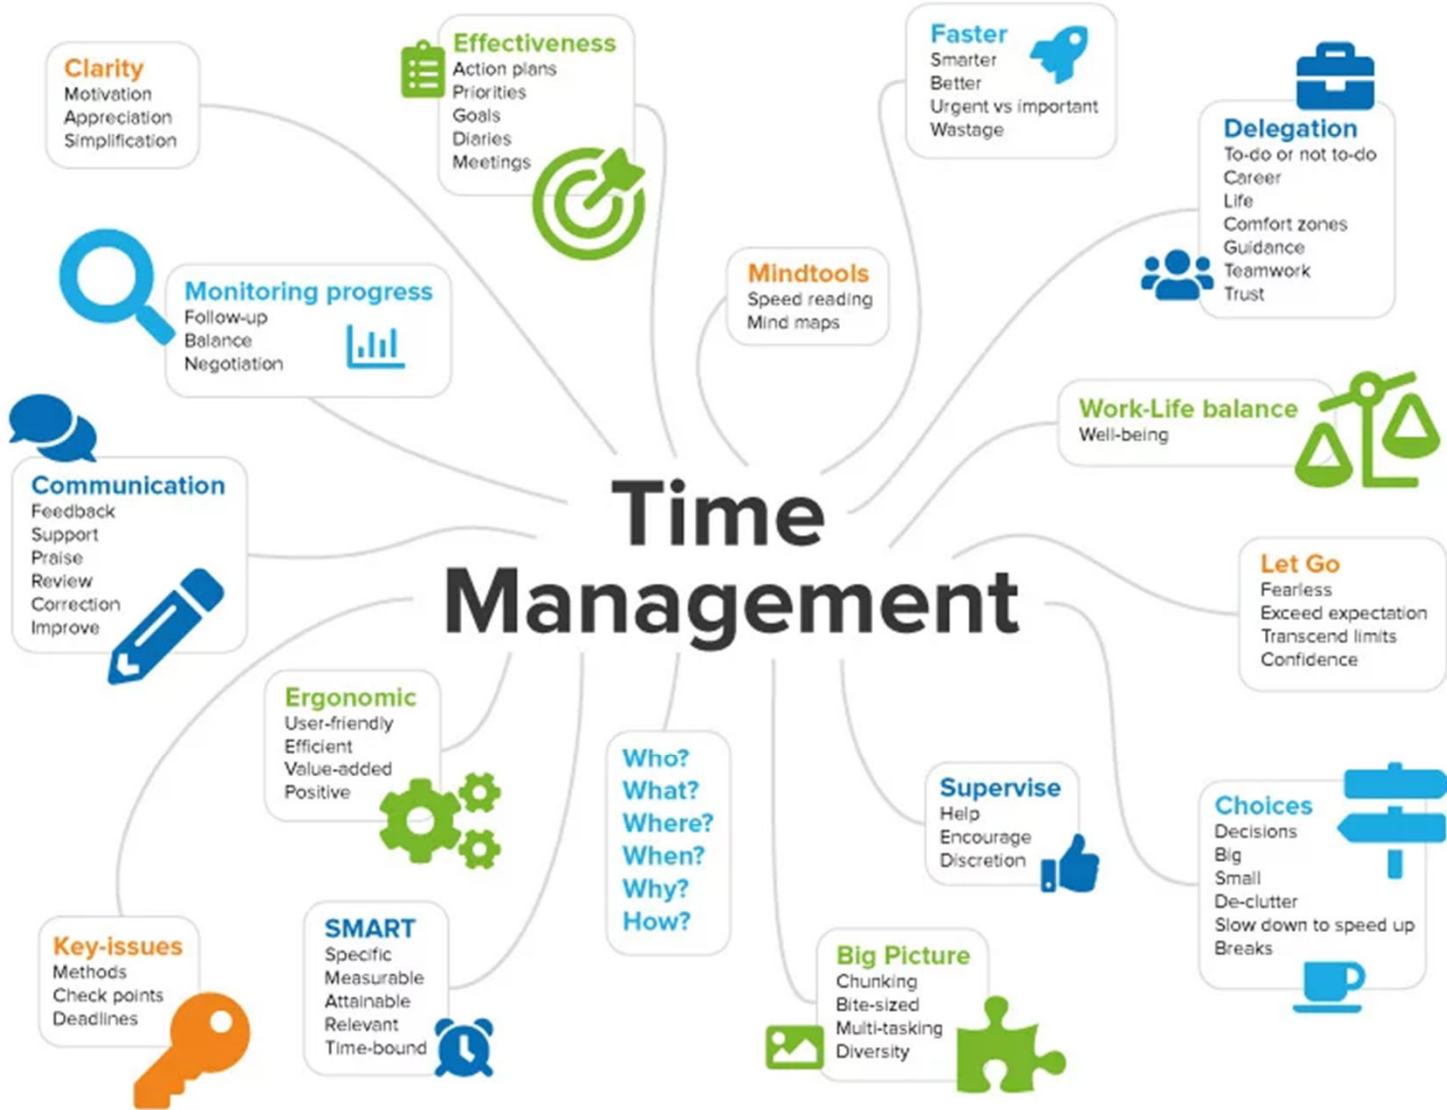 Clarity
Motivation
Appreciation
Simplification
Effectiveness
Action plans
Priorities
Goals
Diaries
Meetings
Faster
Smarter
Better
Urgent vs important
Wastage
Delegation
To-do or not to-do
Career
Life
Comfort zones
Guidance
Teamwork
Trust
Monitoring progress
Follow-up
Balance
Negotiation
Mindtools
Speed reading
Mind maps
Work-Life balance
Well-being
Communication
Feedback
Support
Praise
Review
Correction
Improve
Time
Management
Let Go
Fearless
Exceed expectation
Transcend limits
Confidence
Ergonomic
User-friendly
Efficient
Value-added
Positive
Who?
What?
Where?
When?
Why?
How?
Supervise
Help
Encourage
Discretion
Choices
Decisions
Big
Small
De-clutter
Slow down to speed up
Breaks
Key-issues
Methods
Check points
Deadlines
SMART
Specific
Measurable
Attainable
Relevant
Time-bound
Big Picture
Chunking
Bite-sized
Multi-tasking
Diversity